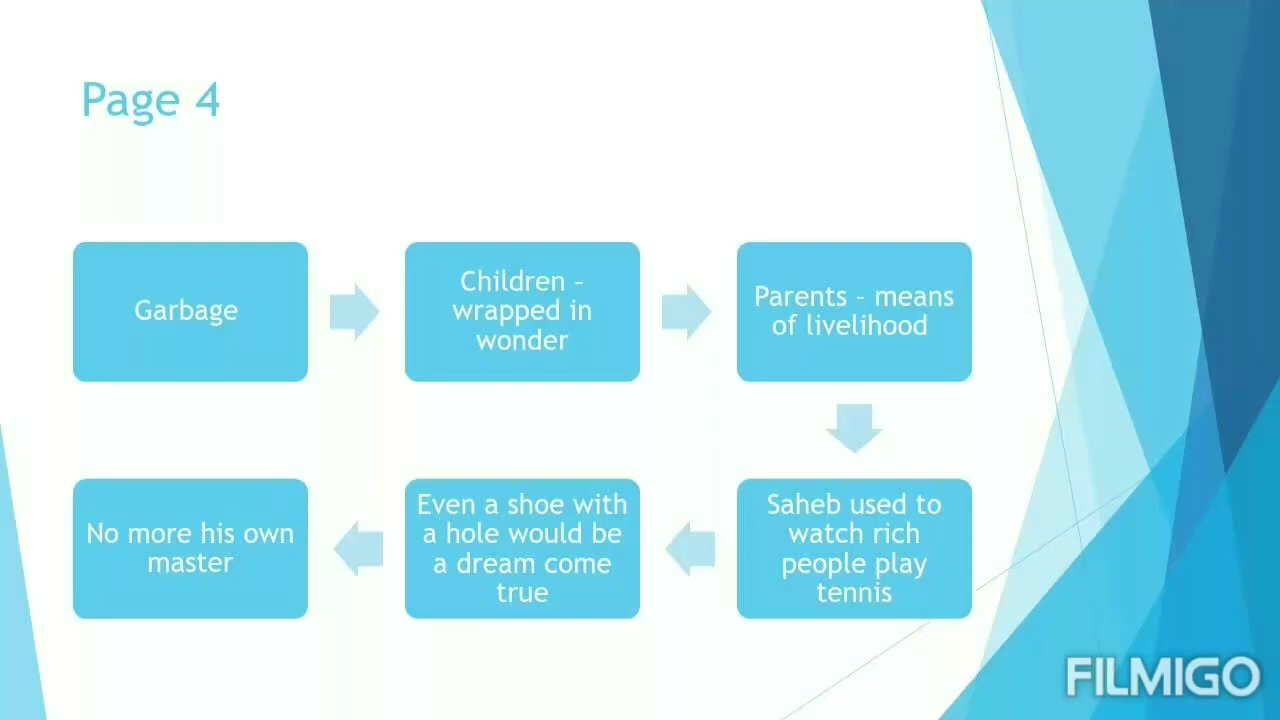 Page 4
Garbage
Children –
wrapped in
wonder
Parents – means
of livelihood
Saheb used to
watch rich
people play
tennis
Even a shoe with
a hole would be
a dream come
true
No more his own
master
FILMIGO